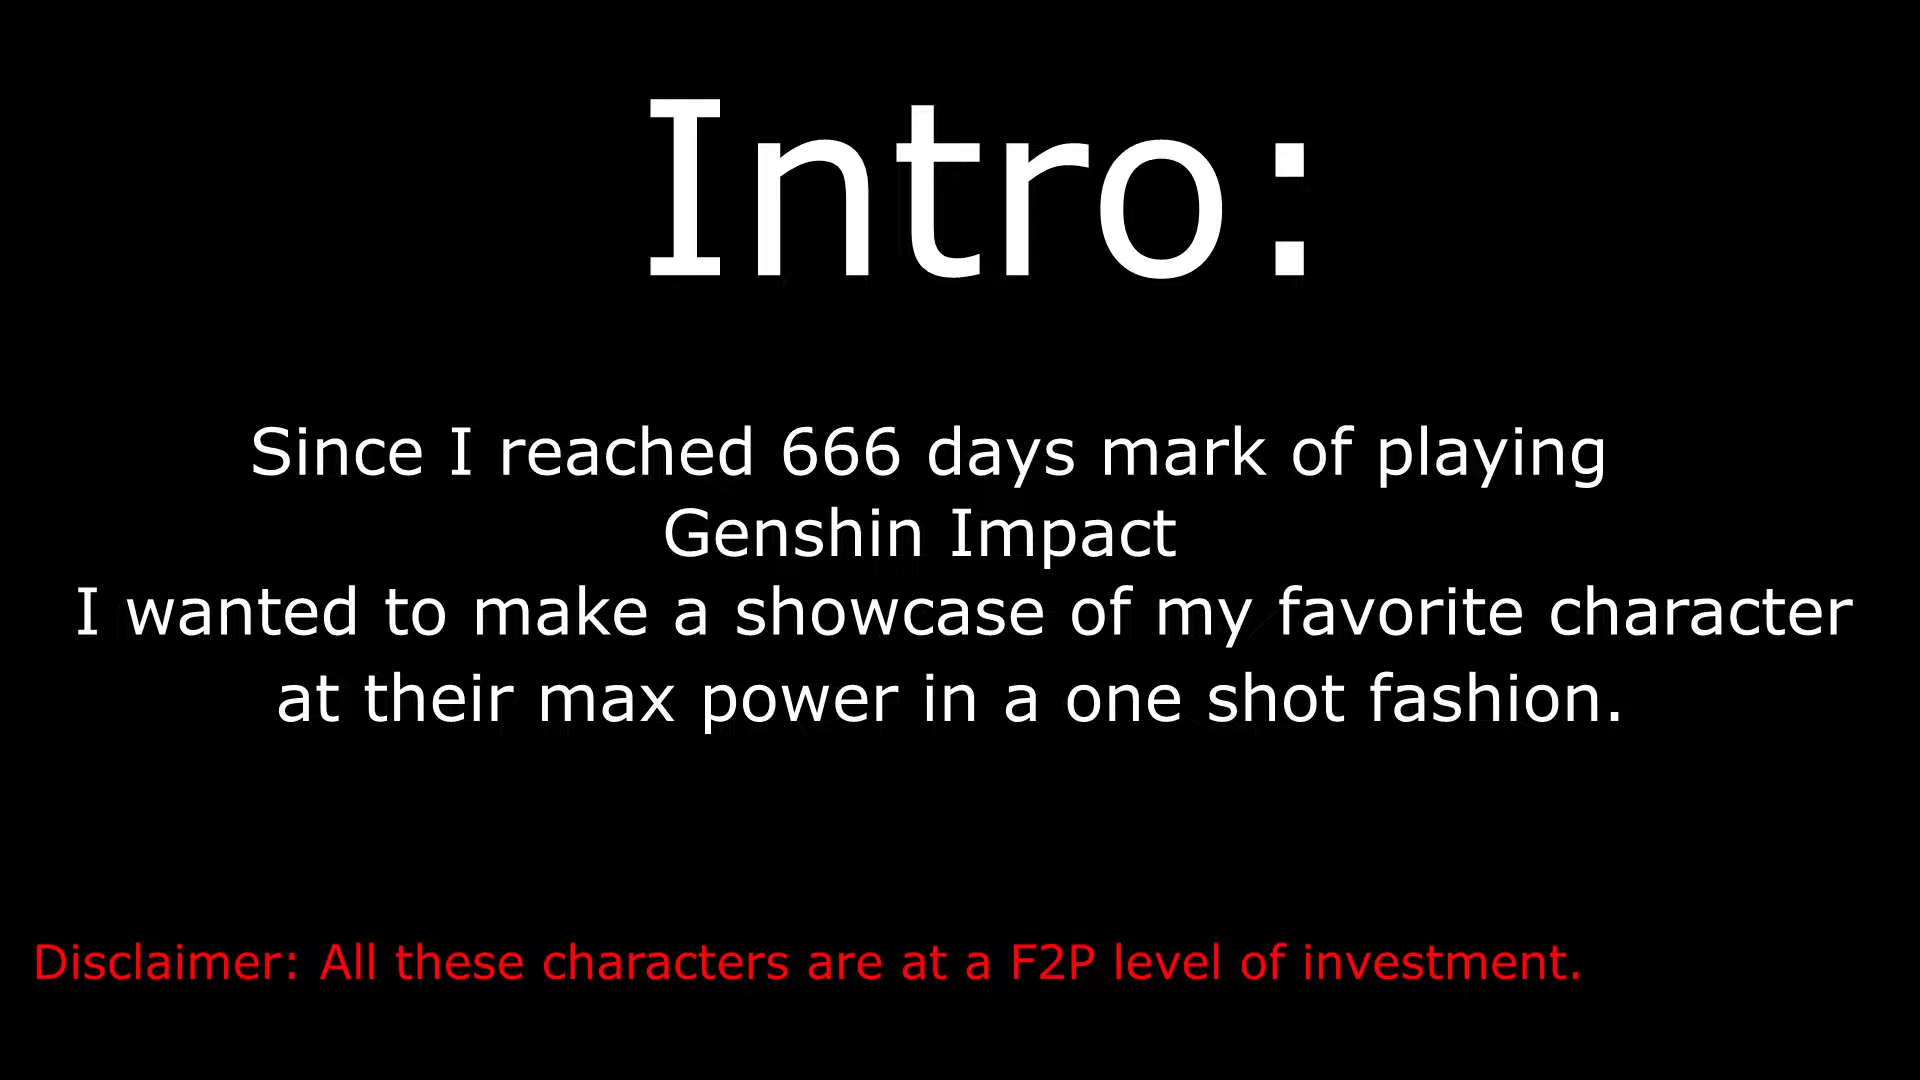 Intro:
Since I reached 666 days mark of playing
Genshin Impact
I wanted to make a showcase of my favorite character
at their max power in a one shot fashion.
Disclaimer: All these characters are at a F2P level of investment.